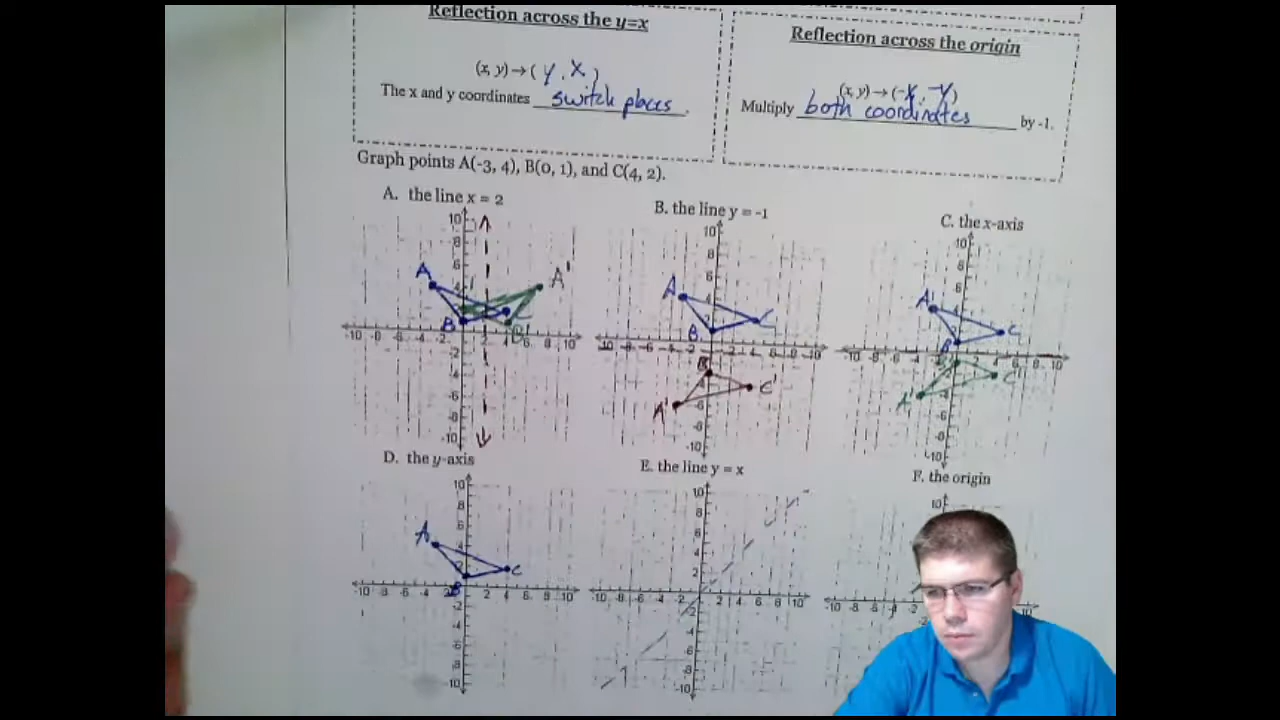 Reflection across the y=x
(x, y) → ( y , x )
The x and y coordinates switch places.
Reflection across the origin
(x, y) → (-x, -y)
Multiply both coordinates by -1.
Graph points A(-3, 4), B(0, 1), and C(4, 2).
A. the line x = 2
B. the line y = -1
C. the x-axis
D. the y-axis
E. the line y = x
F. the origin